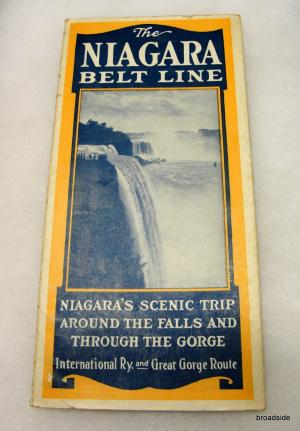 The
NIAGARA
BELT LINE
NIAGARA'S SCENIC TRIP
AROUND THE FALLS AND
THROUGH THE GORGE
International Ry. and Great Gorge Route
broadside